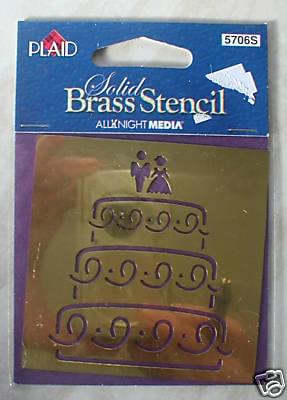 PLAID
5706S
Solid
Brass Stencil
ALL NIGHT MEDIA®